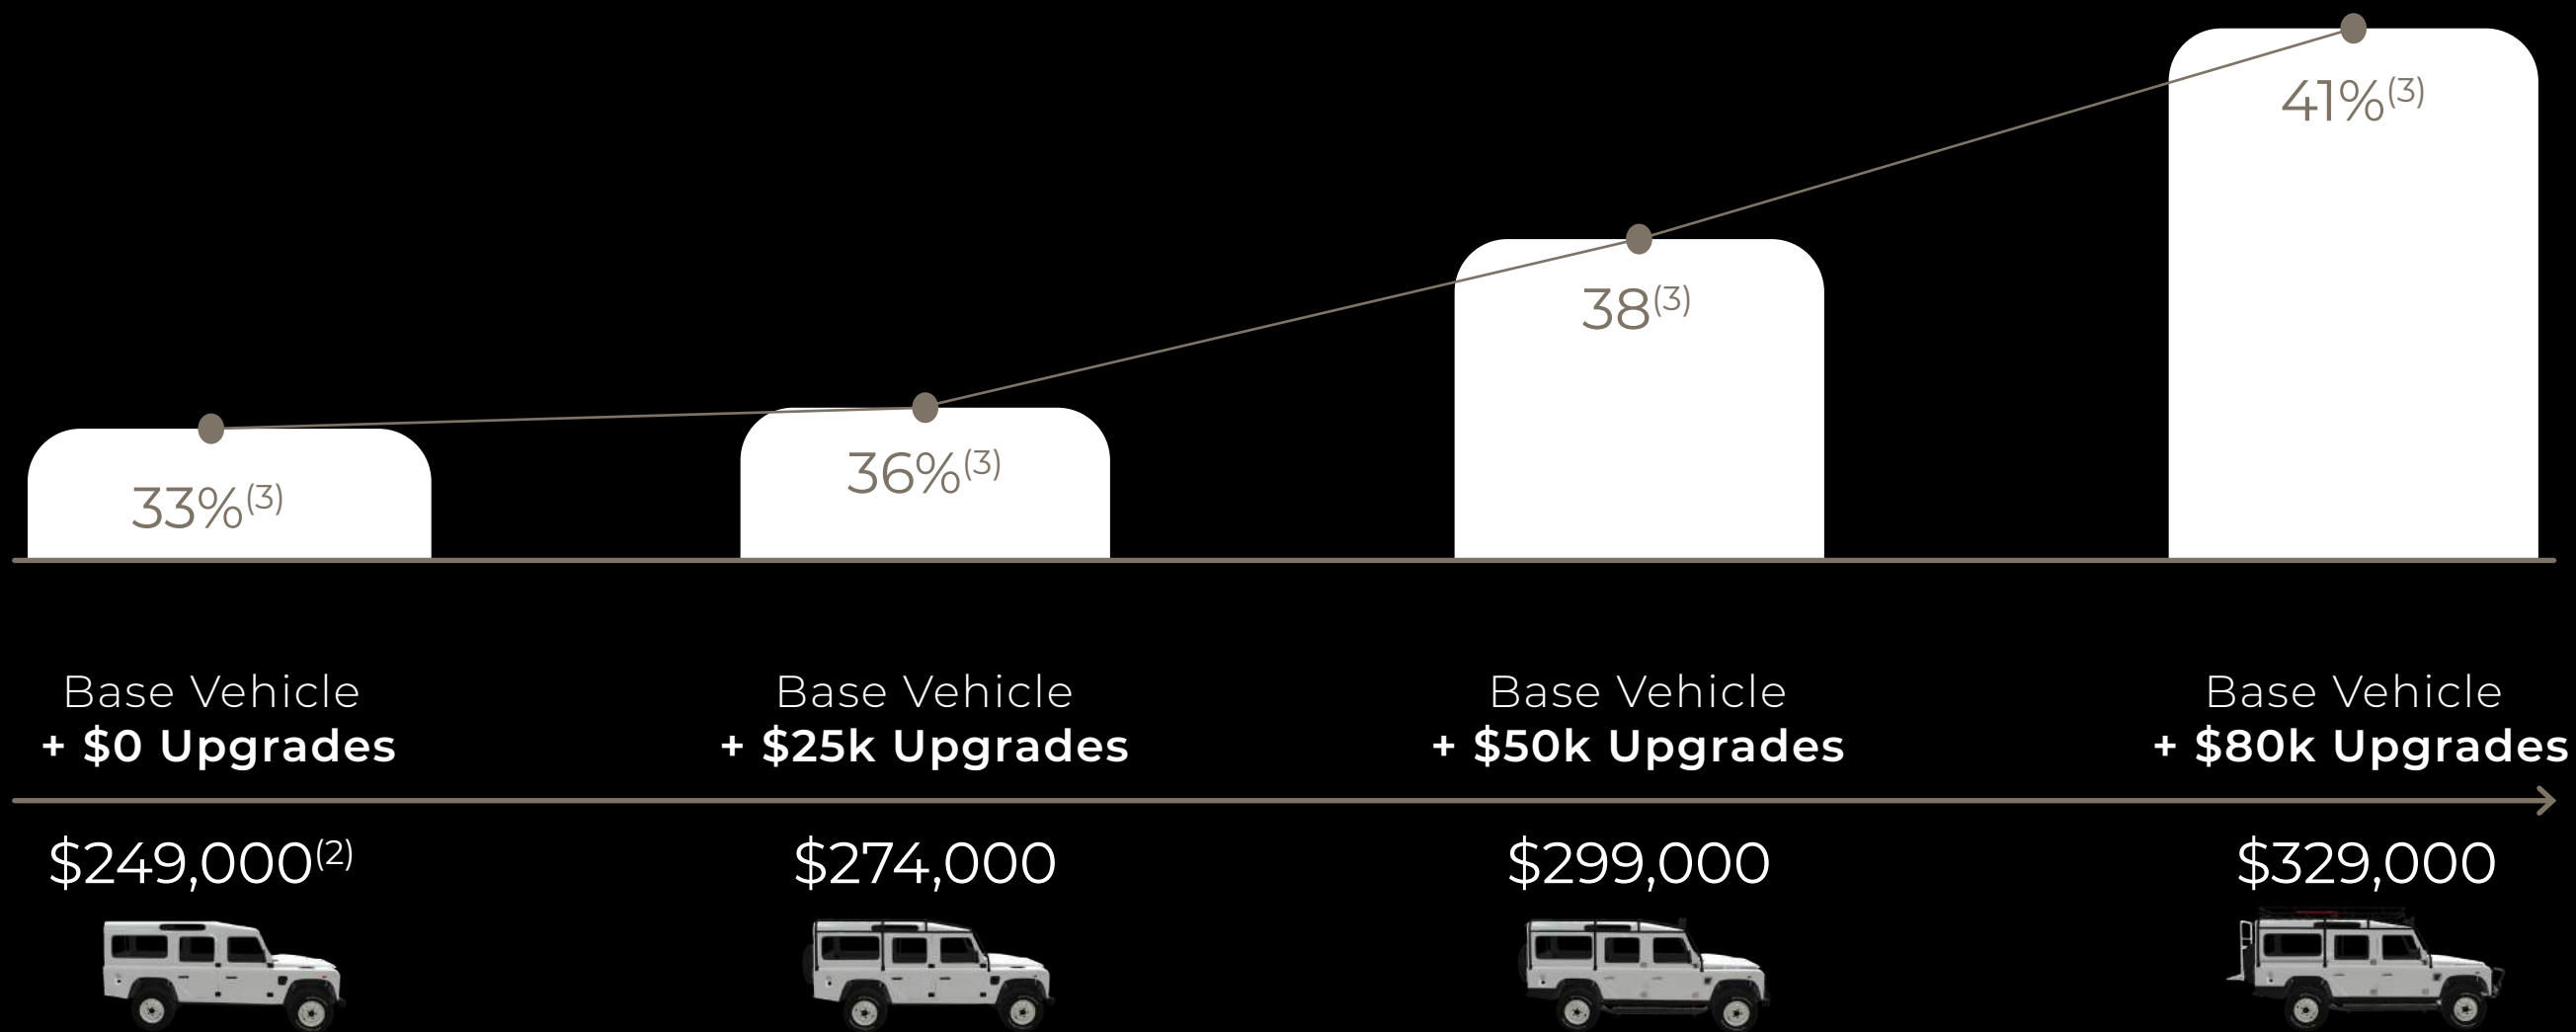 41%(3)
38(3)
36%(3)
33%(3)
Base Vehicle
+ $0 Upgrades
Base Vehicle
+ $25k Upgrades
Base Vehicle
+ $50k Upgrades
Base Vehicle
+ $80k Upgrades
$249,000(2)
$274,000
$299,000
$329,000